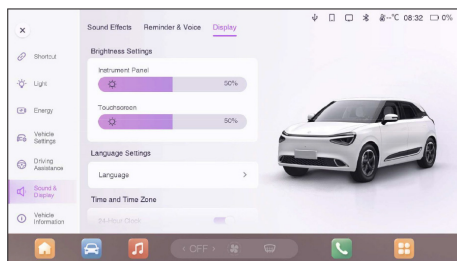 Sound Effects Reminder & Voice Display
--°C 08:32 0%
Brightness Settings
Shortcut
Instrument Panel
50%
Light
Touchscreen
50%
Energy
Vehicle
Settings
Language Settings
Driving
Assistance
Language
Sound &
Display
Time and Time Zone
Vehicle
Information
24-Hour Clock
< OFF >